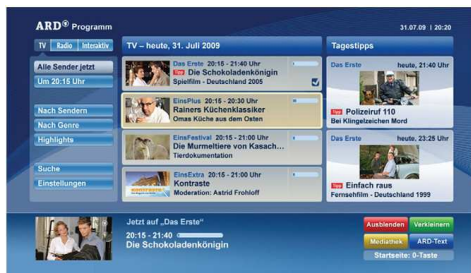 ARD® Programm
31.07.09 | 20:20
TV Radio Interaktiv
Alle Sender jetzt
Um 20:15 Uhr
Nach Sendern
Nach Genre
Highlights
Suche
Einstellungen
TV – heute, 31. Juli 2009
Das Erste 20:15 - 21:40 Uhr
Tipp Die Schokoladenkönigin
Spielfilm - Deutschland 2005
EinsPlus 20:15 - 20:30 Uhr
Rainers Küchenklassiker
Omas Küche aus dem Osten
EinsFestival 20:15 - 21:00 Uhr
Die Murmeltiere von Kasach...
Tierdokumentation
EinsExtra 20:15 - 21:00 Uhr
Kontraste
Moderation: Astrid Frohloff
Tagestipps
Das Erste heute, 21:40 Uhr
Tipp Polizeiruf 110
Bei Klingelzeichen Mord
Das Erste heute, 23:25 Uhr
Tipp Einfach raus
Fernsehfilm - Deutschland 1999
Jetzt auf „Das Erste“
20:15 - 21:40
Die Schokoladenkönigin
Ausblenden Verkleinern
Mediathek ARD-Text
Startseite: 0-Taste